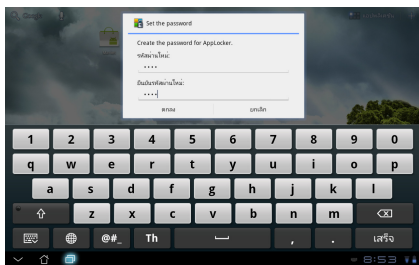 Google
Set the password
Create the password for AppLocker.
รหัสผ่านใหม่:
••••
ยืนยันรหัสผ่านใหม่:
••••
ตกลง ยกเลิก
1 2 3 4 5 6 7 8 9 0
q w e r t y u i o p
a s d f g h j k l
z x c v b n m
@#_ Th , . เสร็จ
8:53